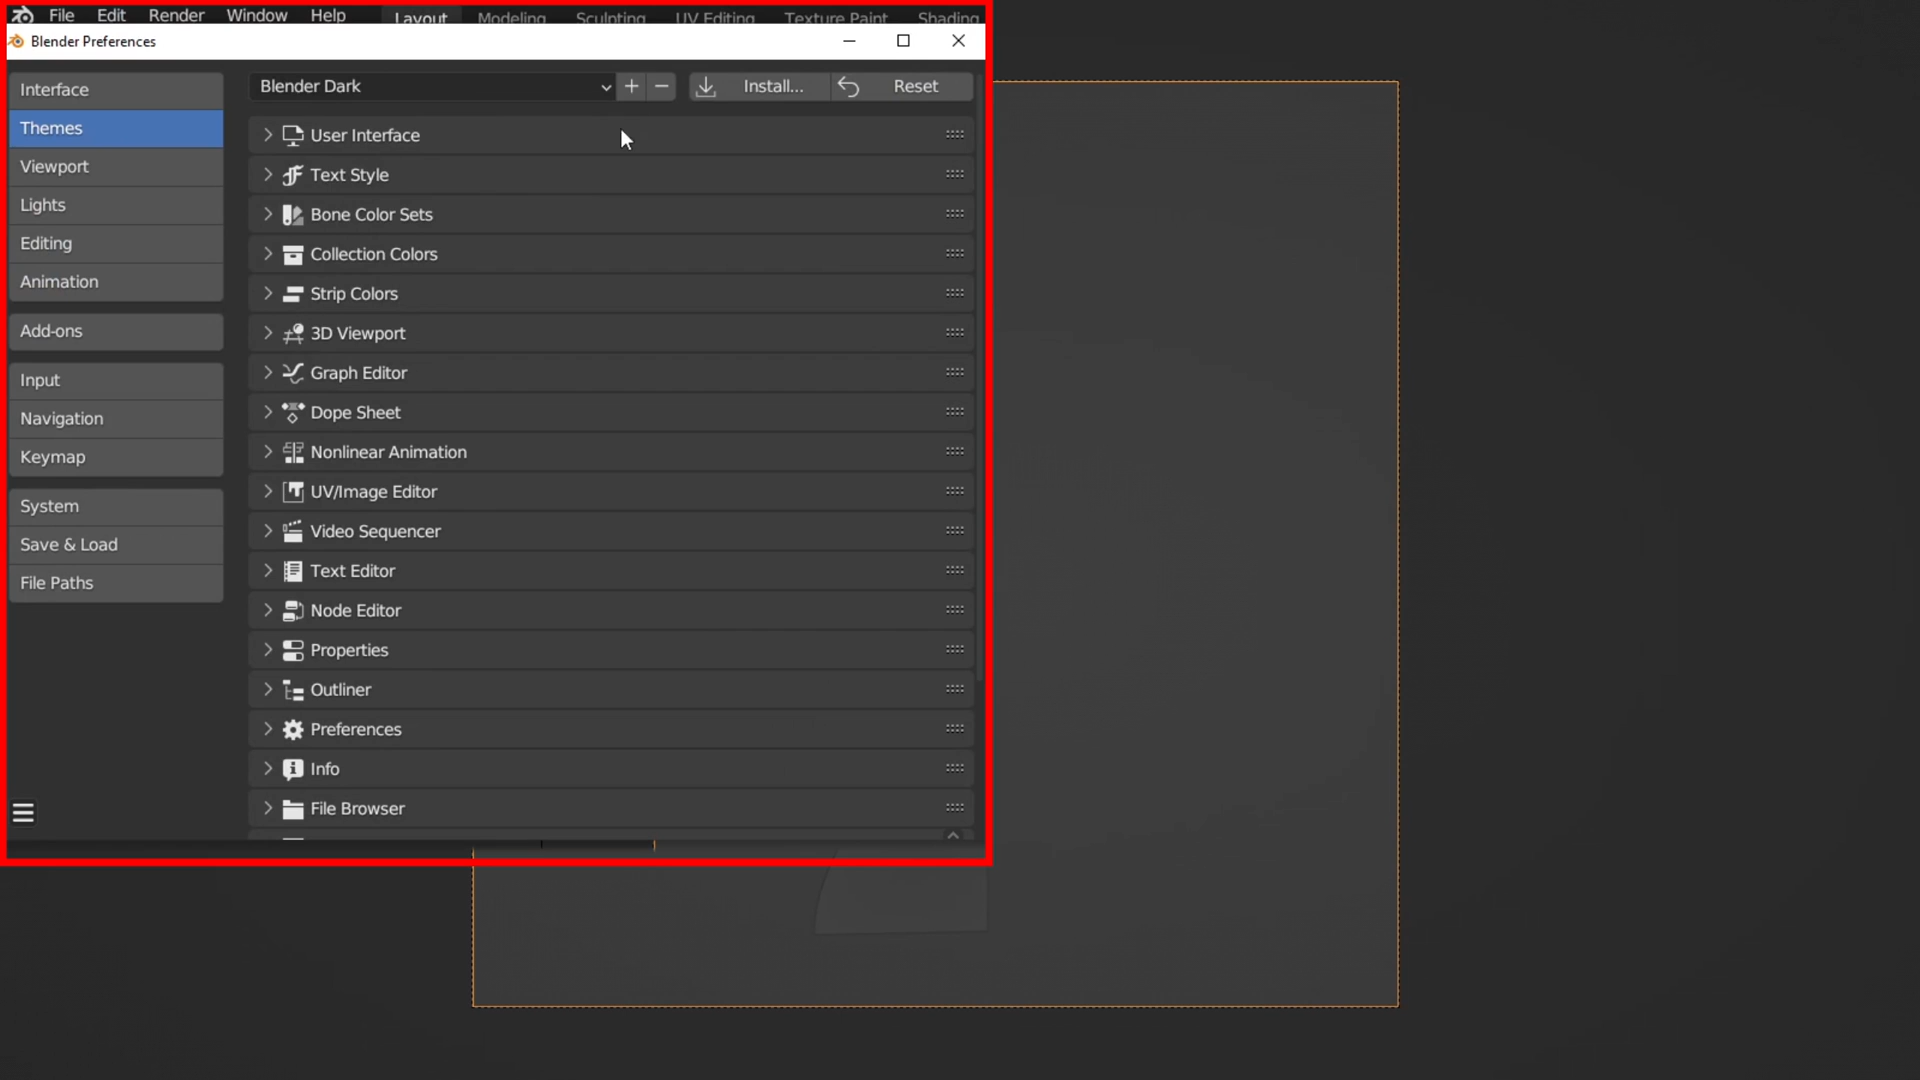 File Edit Render Window Help Layout Modeling Sculpting UV Editing Texture Paint Shading
Blender Preferences
Interface
Themes
Viewport
Lights
Editing
Animation
Add-ons
Input
Navigation
Keymap
System
Save & Load
File Paths
Blender Dark
Install...
Reset
User Interface
Text Style
Bone Color Sets
Collection Colors
Strip Colors
3D Viewport
Graph Editor
Dope Sheet
Nonlinear Animation
UV/Image Editor
Video Sequencer
Text Editor
Node Editor
Properties
Outliner
Preferences
Info
File Browser